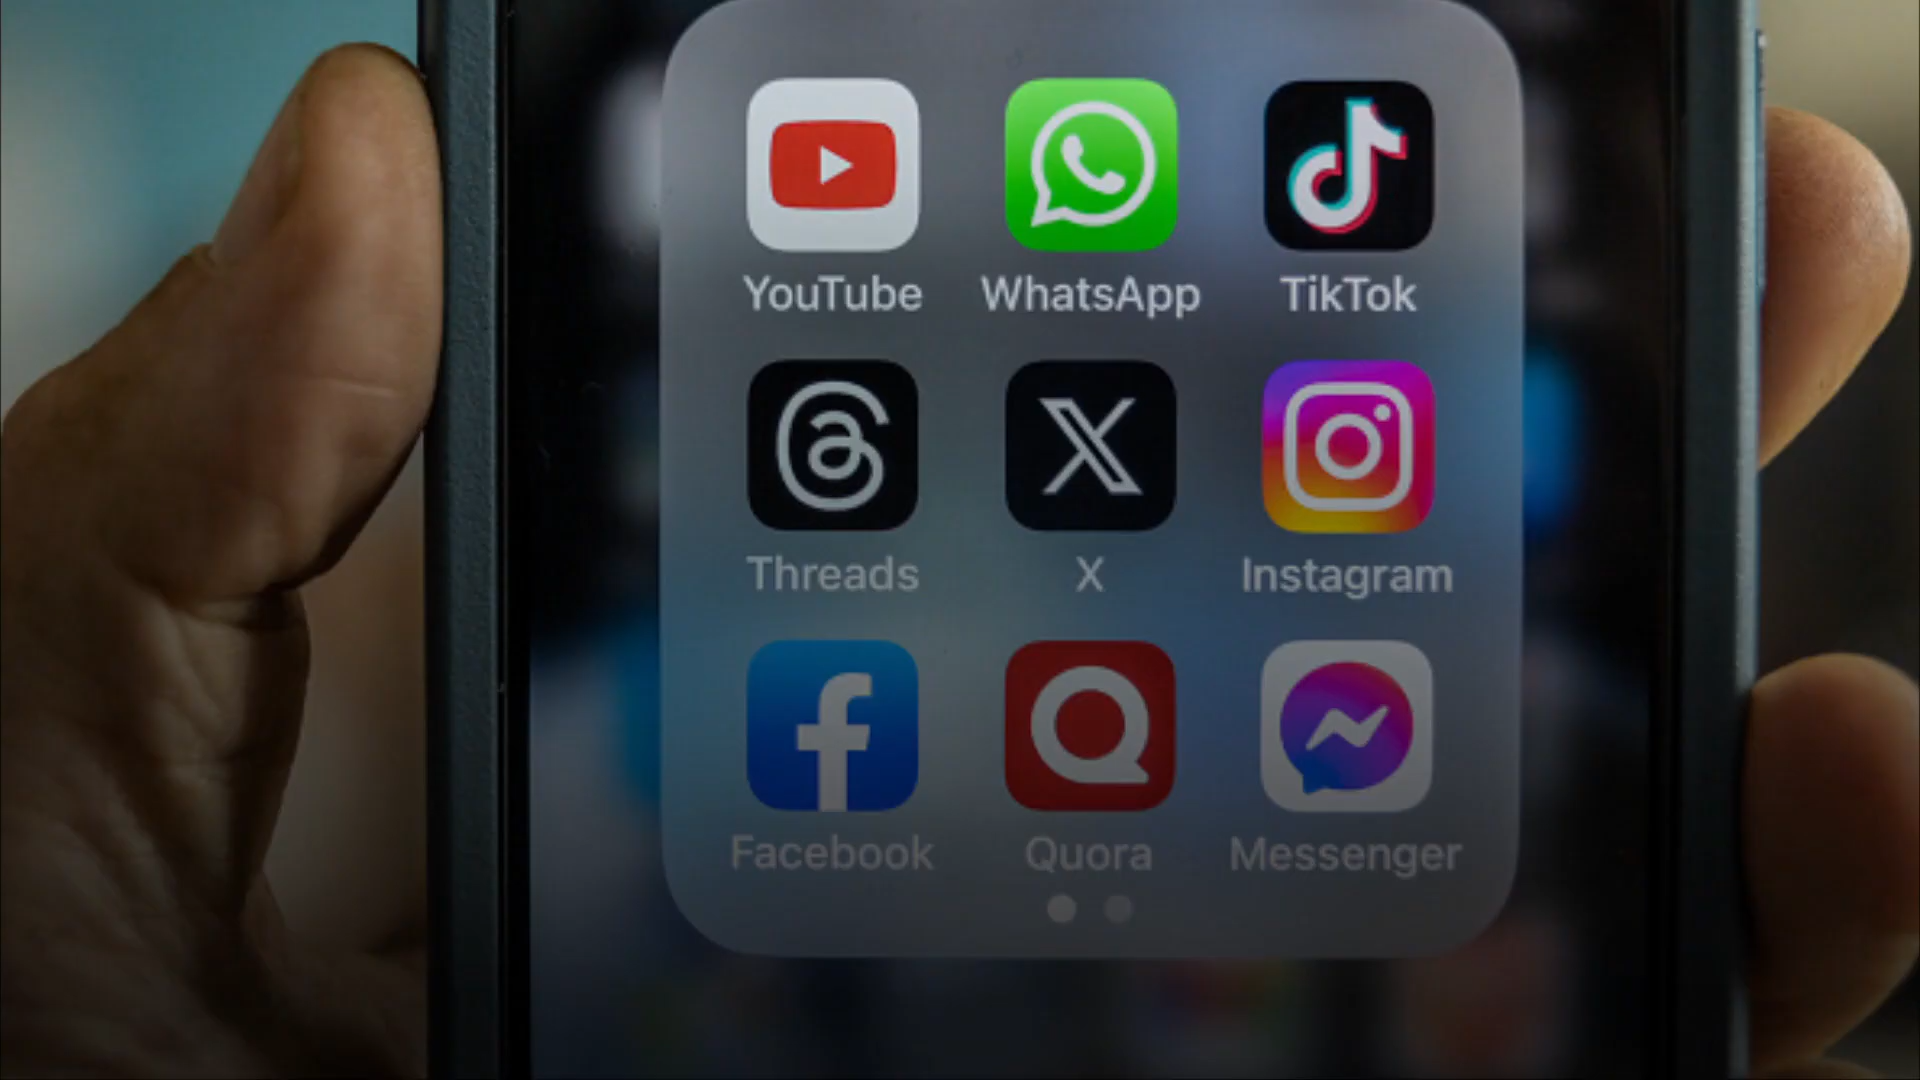 YouTube WhatsApp TikTok
Threads X Instagram
Facebook Quora Messenger